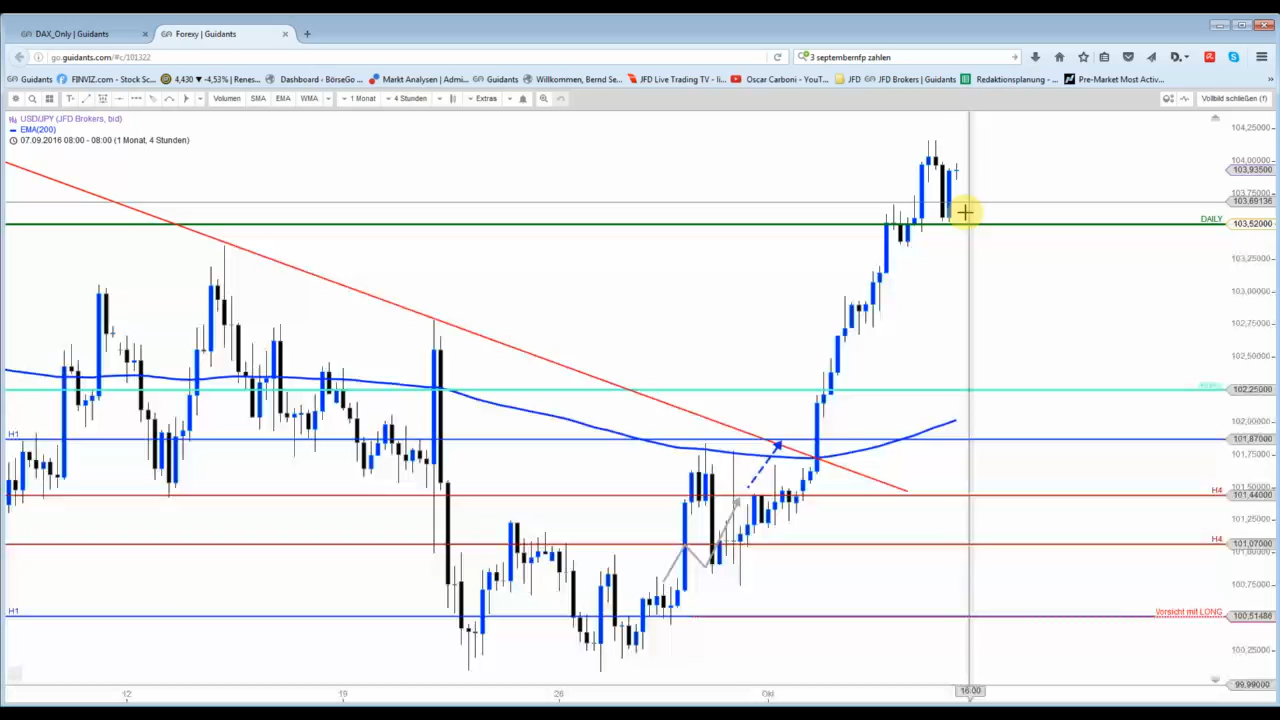 DAX_Only | Guidants × Forexy | Guidants × +
go.guidants.com/#c/101322 3 septembernfp zahlen
Guidants FINVIZ.com - Stock Sc... 4,430 ▾ -4,53% | Renes... Dashboard - BörseGo ... Markt Analysen | Admi... Guidants Willkommen, Bernd Se... JFD Live Trading TV - li... Oscar Carboni - YouT... JFD JFD Brokers | Guidants Redaktionsplanung - ... Pre-Market Most Activ...
Volumen SMA EMA WMA 1 Monat 4 Stunden Extras Vollbild schließen (f)
USD/JPY (JFD Brokers, bid)
EMA(200)
07.09.2016 08:00 - 08:00 (1 Monat, 4 Stunden)
104,25000
104,00000
103,93500
103,75000
103,69136
DAILY
103,52000
103,25000
103,00000
102,75000
102,50000
102,25000
102,00000
H1 101,87000
101,75000
101,50000
H4
101,44000
101,25000
H4
101,07000
101,00000
100,75000
H1 Vorsicht mit LONG
100,51486
100,25000
99,99000
12 19 26 Okt 16:00